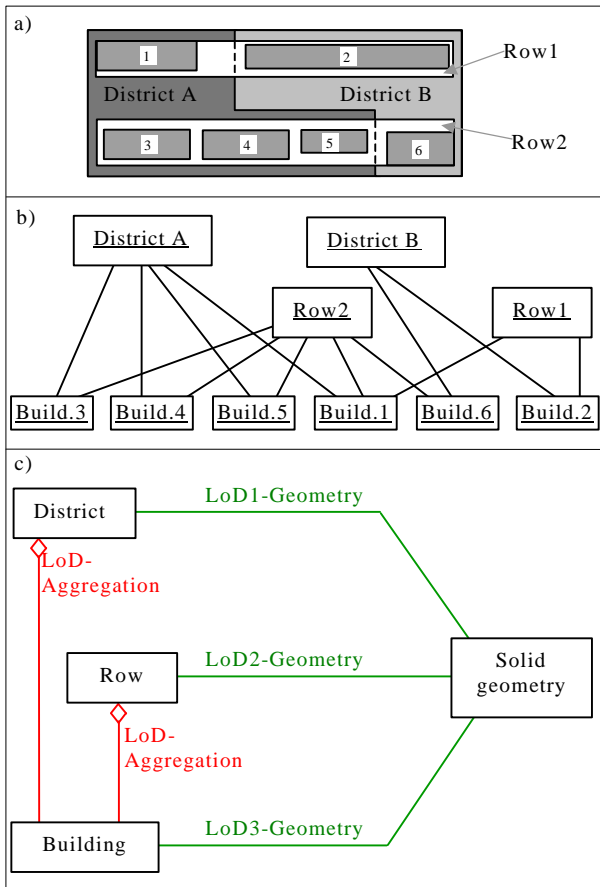 a)
1
2
Row1
District A
District B
3
4
5
6
Row2
b)
District A
District B
Row2
Row1
Build.3
Build.4
Build.5
Build.1
Build.6
Build.2
c)
LoD1-Geometry
District
LoD-
Aggregation
LoD2-Geometry
Row
Solid
geometry
LoD-
Aggregation
LoD3-Geometry
Building